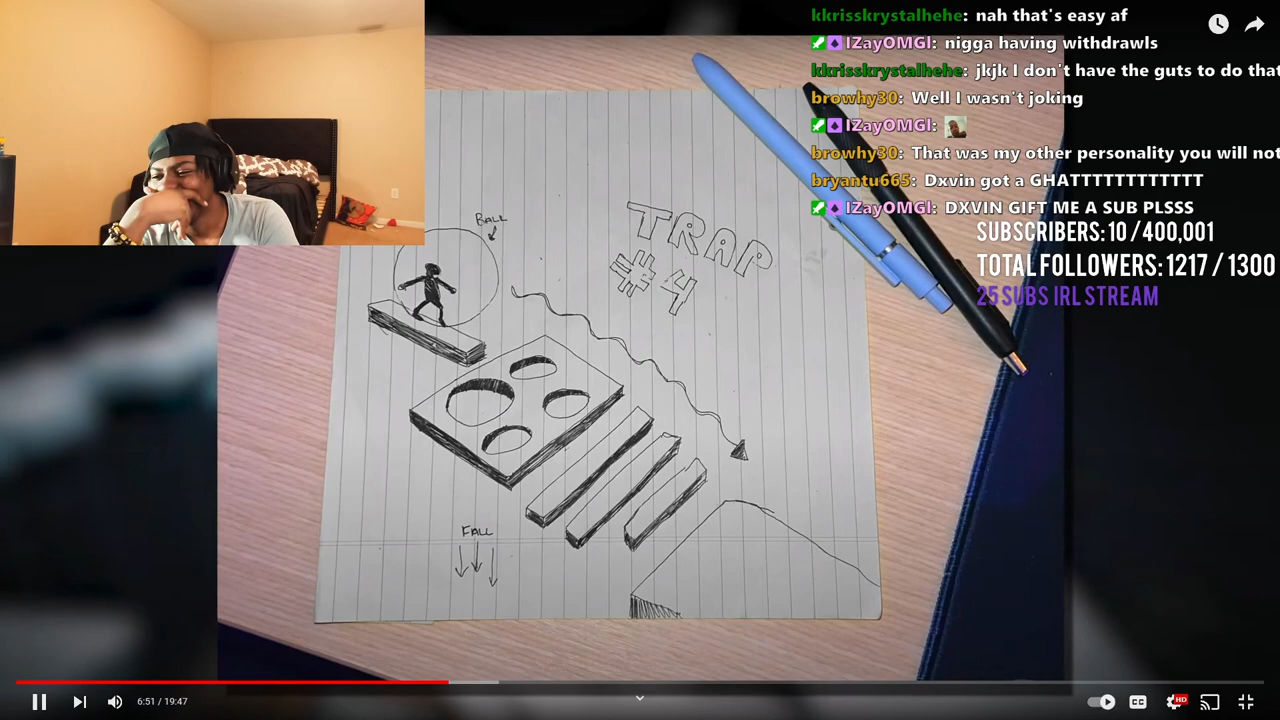 kkrisskrystalhehe: nah that's easy af
IZayOMGl: nigga having withdrawls
kkrisskrystalhehe: jkjk I don't have the guts to do that
browhy30: Well I wasn't joking
IZayOMGl:
browhy30: That was my other personality you will not
bryantu665: Dxvin got a GHATTTTTTTTTTT
IZayOMGl: DXVIN GIFT ME A SUB PLSSS
SUBSCRIBERS: 10 / 400,001
TOTAL FOLLOWERS: 1217 / 1300
25 SUBS IRL STREAM
BALL
TRAP
#4
FALL
6:51 / 19:47
CC
HD